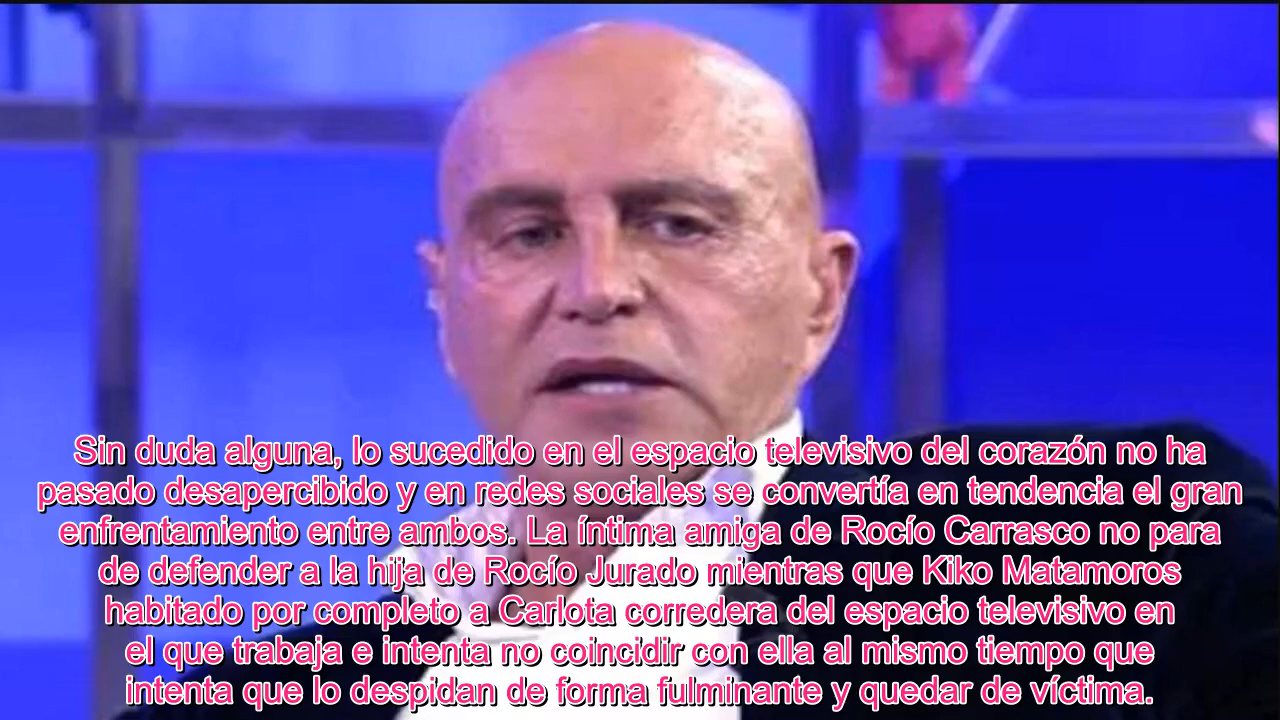 Sin duda alguna, lo sucedido en el espacio televisivo del corazón no ha
pasado desapercibido y en redes sociales se convertía en tendencia el gran
enfrentamiento entre ambos. La íntima amiga de Rocío Carrasco no para
de defender a la hija de Rocío Jurado mientras que Kiko Matamoros
habitado por completo a Carlota corredera del espacio televisivo en
el que trabaja e intenta no coincidir con ella al mismo tiempo que
intenta que lo despidan de forma fulminante y quedar de víctima.